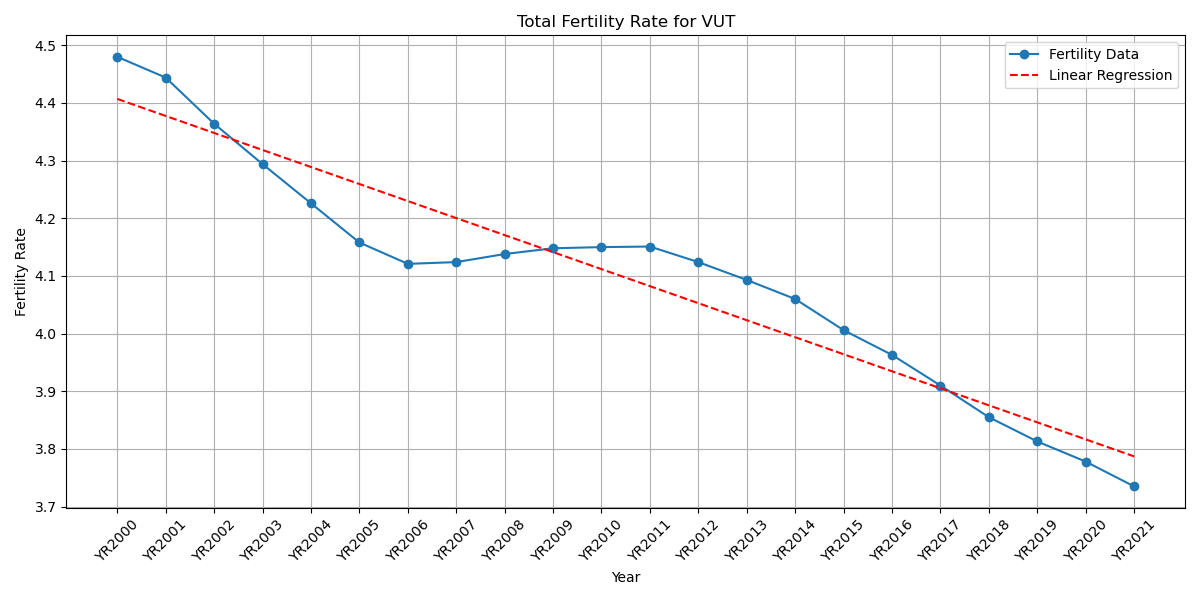 Total Fertility Rate for VUT
Fertility Data
Linear Regression
Fertility Rate
4.5
4.4
4.3
4.2
4.1
4.0
3.9
3.8
3.7
YR2000
YR2001
YR2002
YR2003
YR2004
YR2005
YR2006
YR2007
YR2008
YR2009
YR2010
YR2011
YR2012
YR2013
YR2014
YR2015
YR2016
YR2017
YR2018
YR2019
YR2020
YR2021
Year